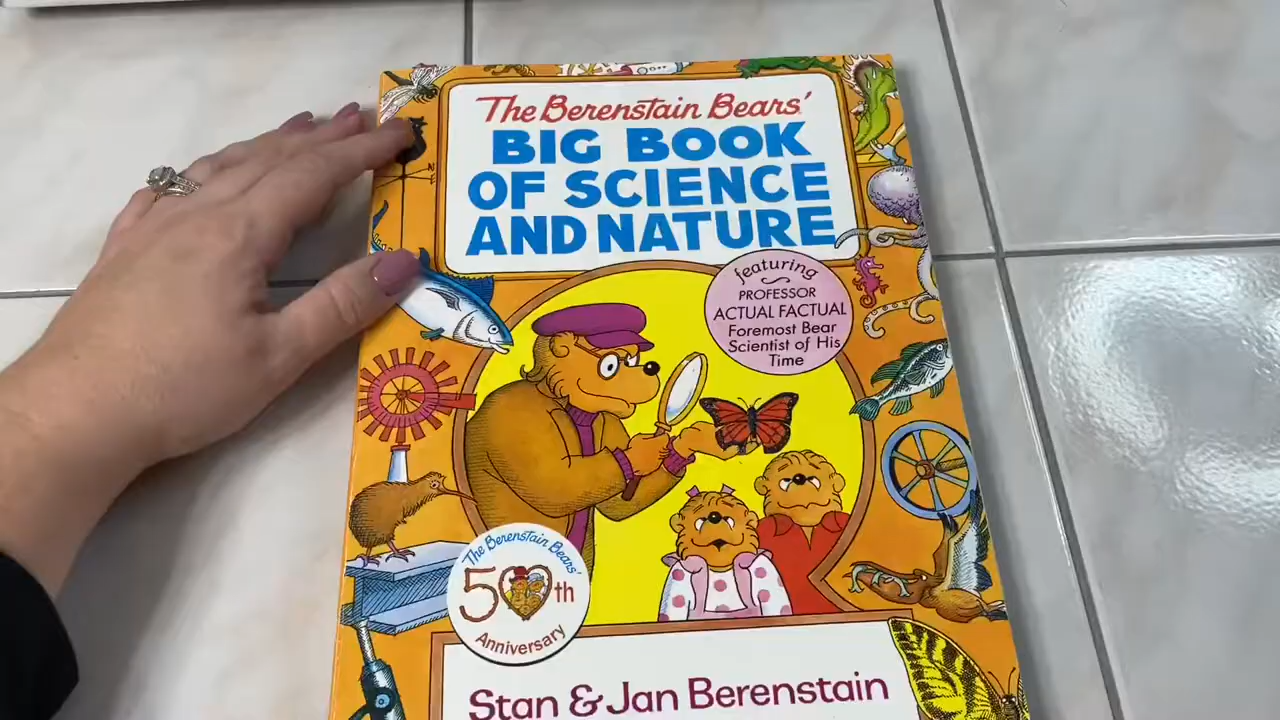 The Berenstain Bears'
BIG BOOK
OF SCIENCE
AND NATURE
featuring
PROFESSOR
ACTUAL FACTUAL
Foremost Bear
Scientist of His
Time
The Berenstain Bears'
50th
Anniversary
Stan & Jan Berenstain